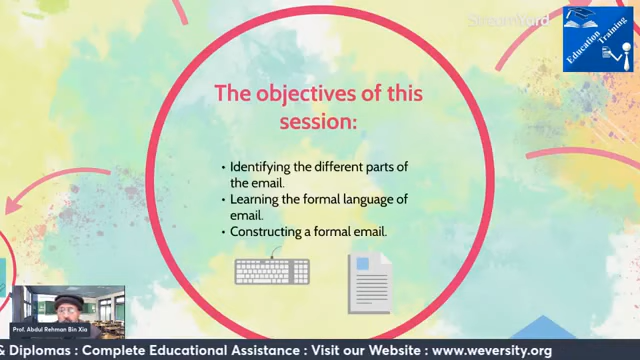 StreamYard
Education
Training
The objectives of this
session:
• Identifying the different parts of
the email.
• Learning the formal language of
email.
• Constructing a formal email.
Prof. Abdul Rehman Bin Xia
& Diplomas : Complete Educational Assistance : Visit our Website : www.weversity.org